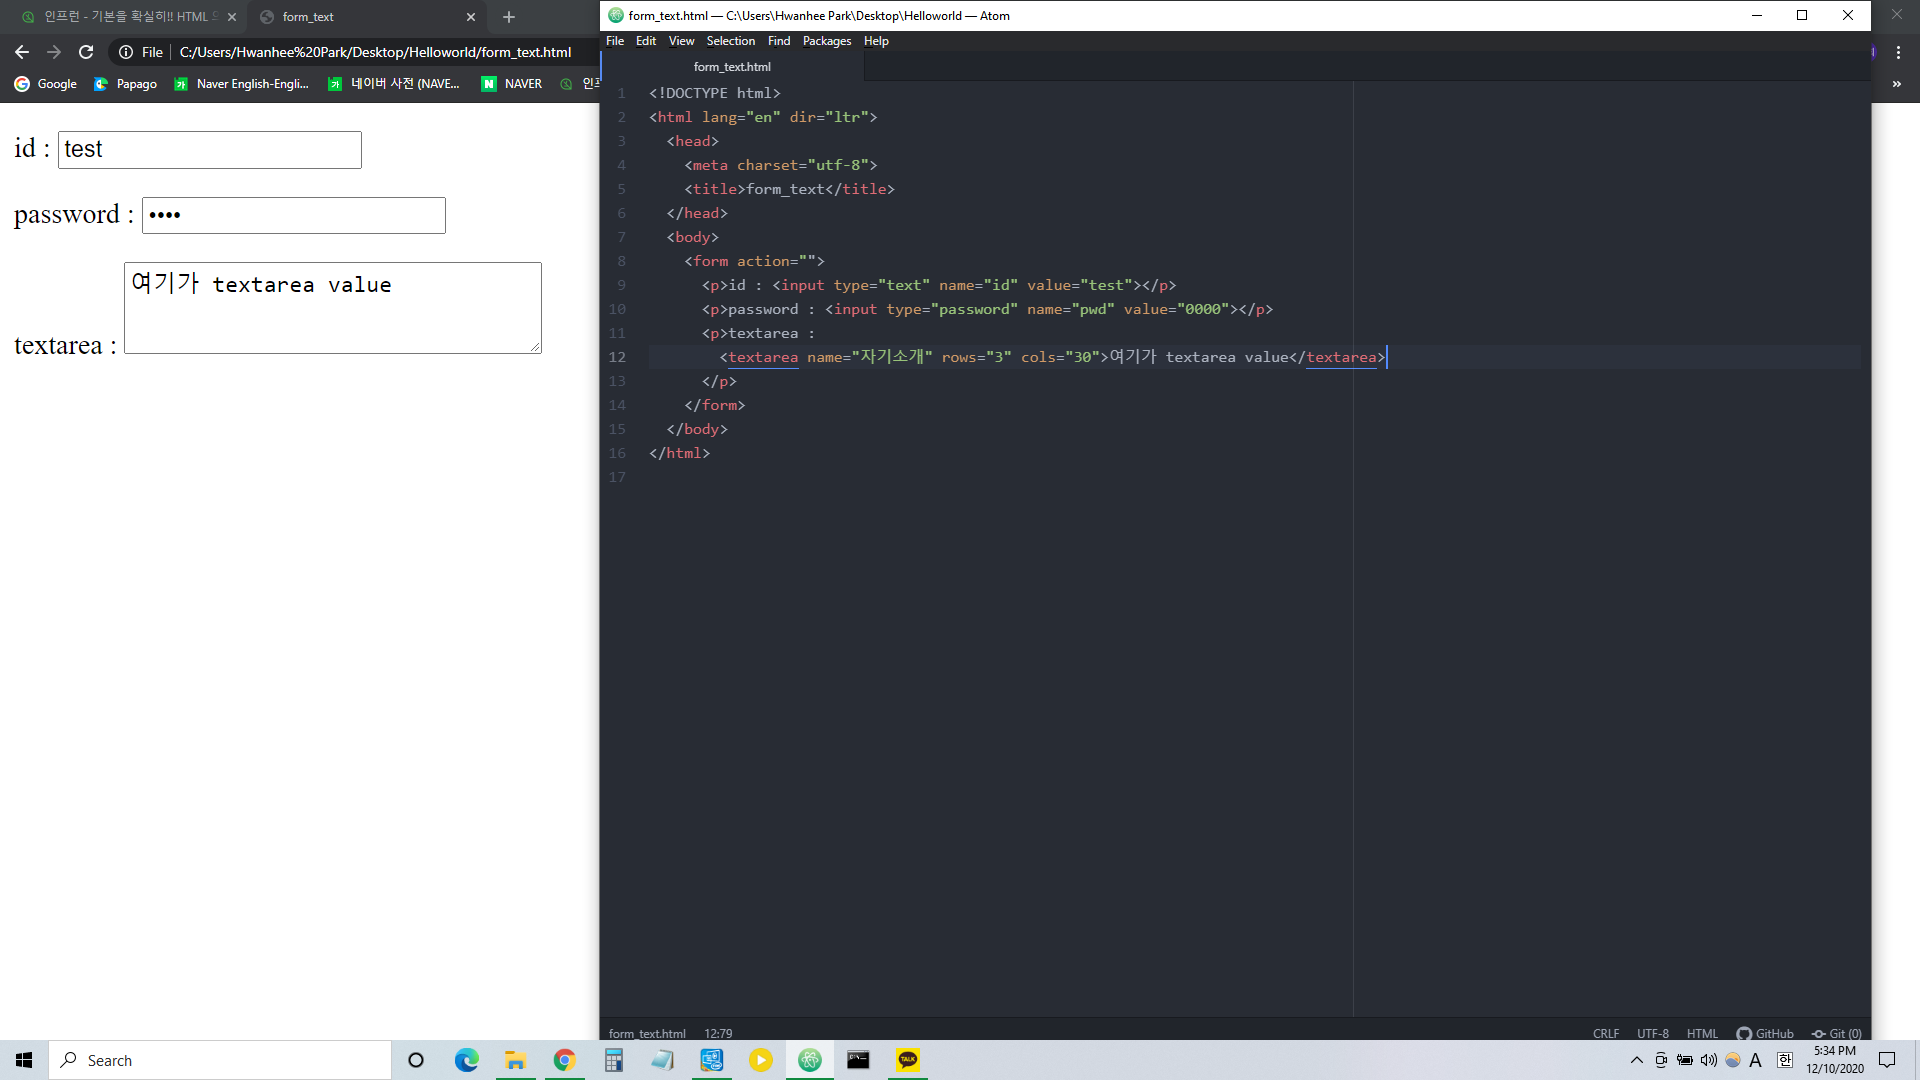 인프런 - 기본을 확실히!! HTML
form_text
File C:/Users/Hwanhee%20Park/Desktop/Helloworld/form_text.html
Google Papago Naver English-Engli... 네이버 사전 (NAVE... NAVER
id : test
password : ••••
여기가 textarea value
textarea :
form_text.html — C:\Users\Hwanhee Park\Desktop\Helloworld — Atom
File Edit View Selection Find Packages Help
form_text.html
1 <!DOCTYPE html>
2 <html lang="en" dir="ltr">
3 <head>
4 <meta charset="utf-8">
5 <title>form_text</title>
6 </head>
7 <body>
8 <form action="">
9 <p>id : <input type="text" name="id" value="test"></p>
10 <p>password : <input type="password" name="pwd" value="0000"></p>
11 <p>textarea :
12 <textarea name="자기소개" rows="3" cols="30">여기가 textarea value</textarea>
13 </p>
14 </form>
15 </body>
16 </html>
17
form_text.html 12:79
CRLF UTF-8 HTML GitHub Git (0)
Search
TALK
A 한
5:34 PM
12/10/2020